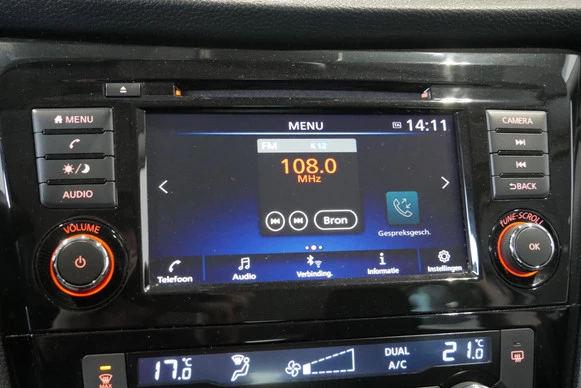 MENU
AUDIO
VOLUME
MENU
14:11
FM
108.0
MHz
Bron
Gespreksgesch.
Telefoon
Audio
Verbinding.
Informatie
Instellingen
CAMERA
BACK
TUNE-SCROLL
OK
MAX
17.0°C
DUAL
A/C
21.0°C